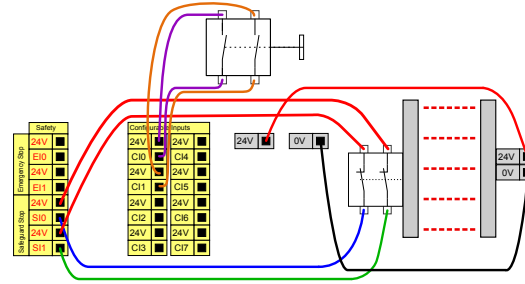 Safety
Emergency Stop
24V
EI0
24V
EI1
Safeguard Stop
24V
SI0
24V
SI1
Configurable Inputs
24V 24V
CI0 CI4
24V 24V
CI1 CI5
24V 24V
CI2 CI6
24V 24V
CI3 CI7
24V
0V
24V
0V